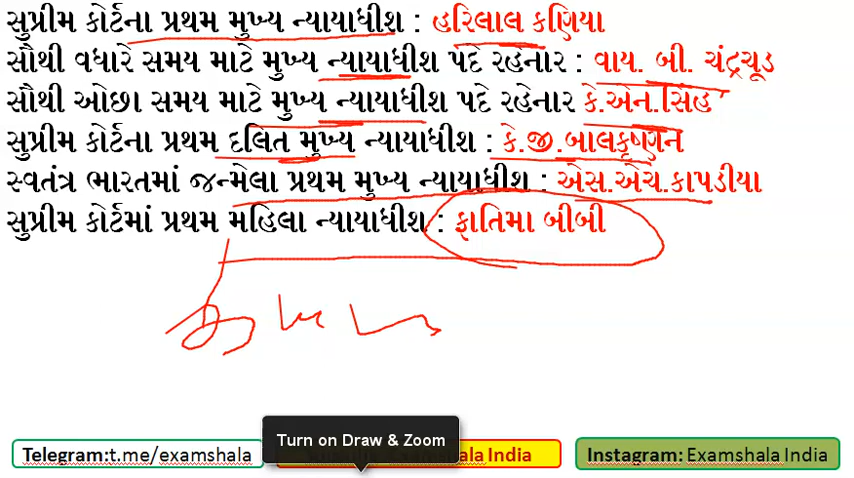 સુપ્રીમ કોર્ટના પ્રથમ મુખ્ય ન્યાયાધીશ : હરિલાલ કણિયા
સૌથી વધારે સમય માટે મુખ્ય ન્યાયાધીશ પદે રહેનાર : વાય. બી. ચંદ્રચૂડ
સૌથી ઓછા સમય માટે મુખ્ય ન્યાયાધીશ પદે રહેનાર કે.એન.સિંહ
સુપ્રીમ કોર્ટના પ્રથમ દલિત મુખ્ય ન્યાયાધીશ : કે.જી.બાલકૃષ્ણન
સ્વતંત્ર ભારતમાં જન્મેલા પ્રથમ મુખ્ય ન્યાયાધીશ : એસ.એચ.કાપડીયા
સુપ્રીમ કોર્ટમાં પ્રથમ મહિલા ન્યાયાધીશ : ફાતિમા બીબી
Turn on Draw & Zoom
Telegram:t.me/examshala
Examshala India
Instagram: Examshala India